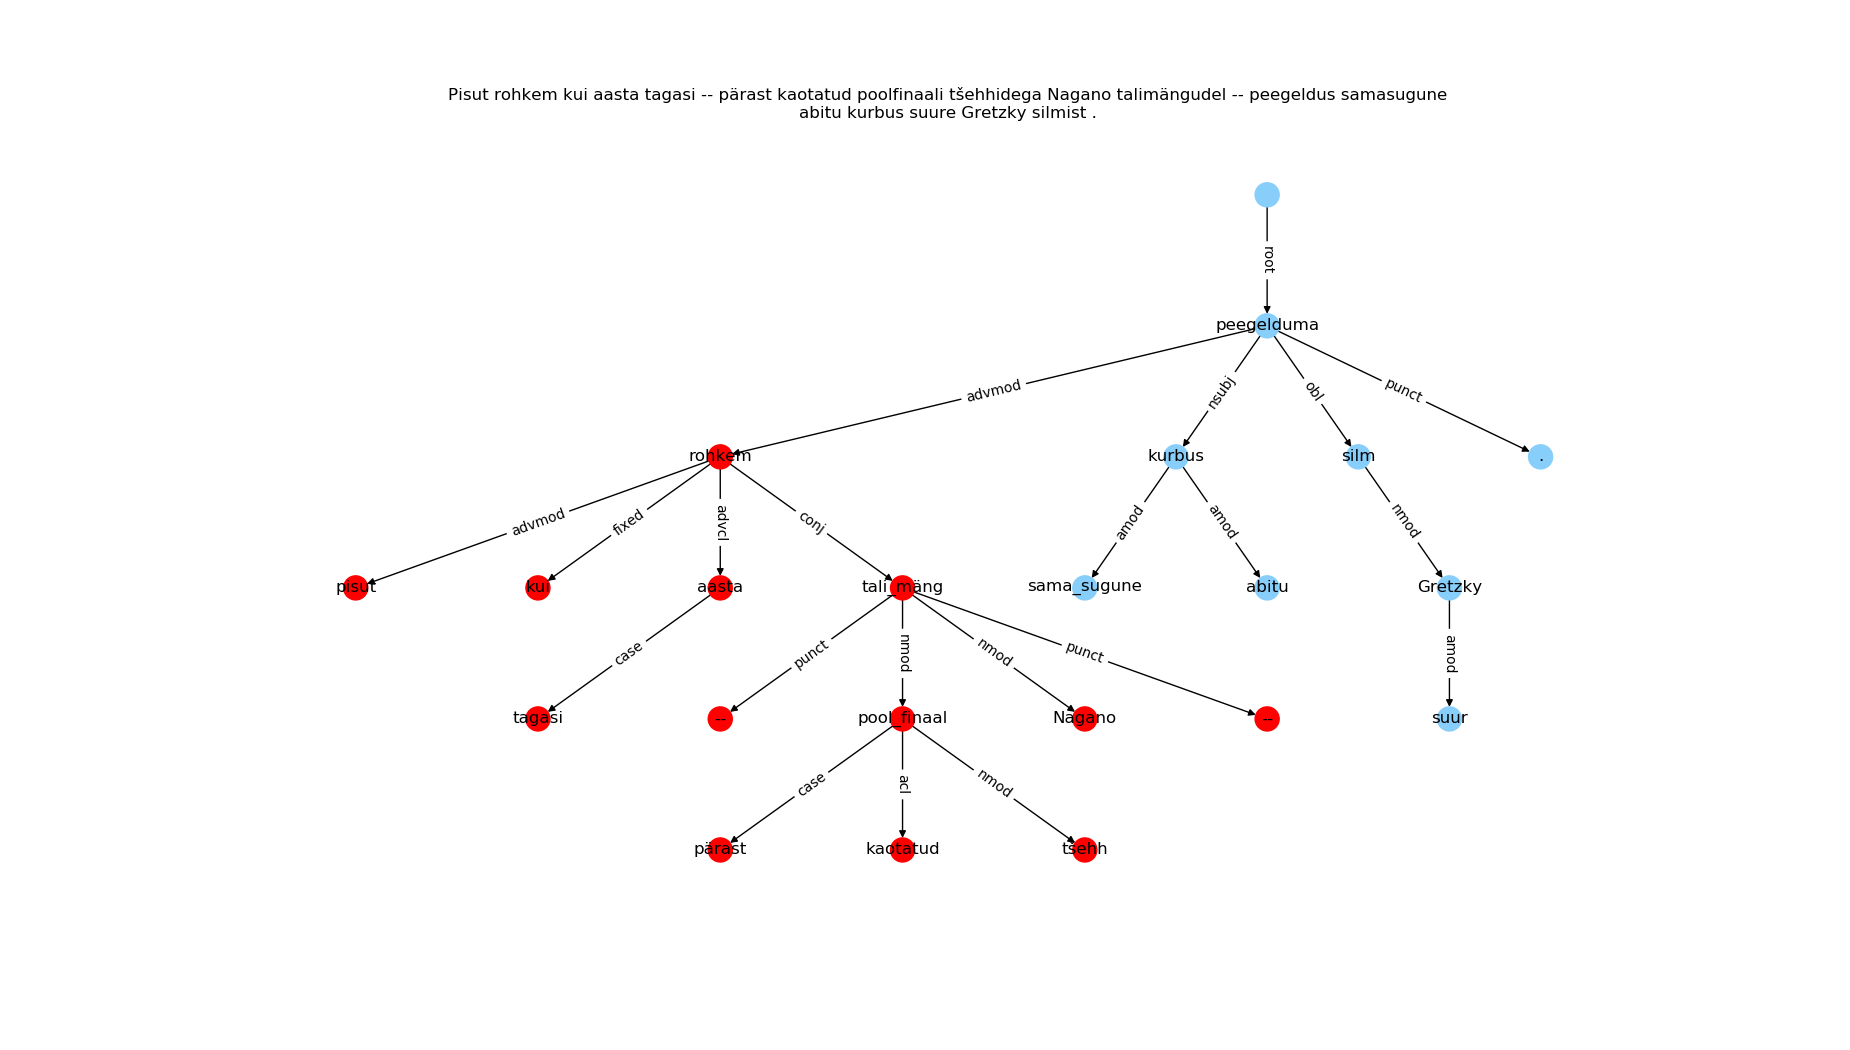 Pisut rohkem kui aasta tagasi -- pärast kaotatud poolfinaali tšehhidega Nagano talimängudel -- peegeldus samasugune
abitu kurbus suure Gretzky silmist .
root
peegelduma
advmod nsubj obl punct
rohkem kurbus silm .
advmod fixed advcl conj amod amod nmod
pisut kui aasta tali_mäng sama_sugune abitu Gretzky
case punct nmod nmod punct amod
tagasi -- pool_finaal Nagano -- suur
case acl nmod
pärast kaotatud tšehh